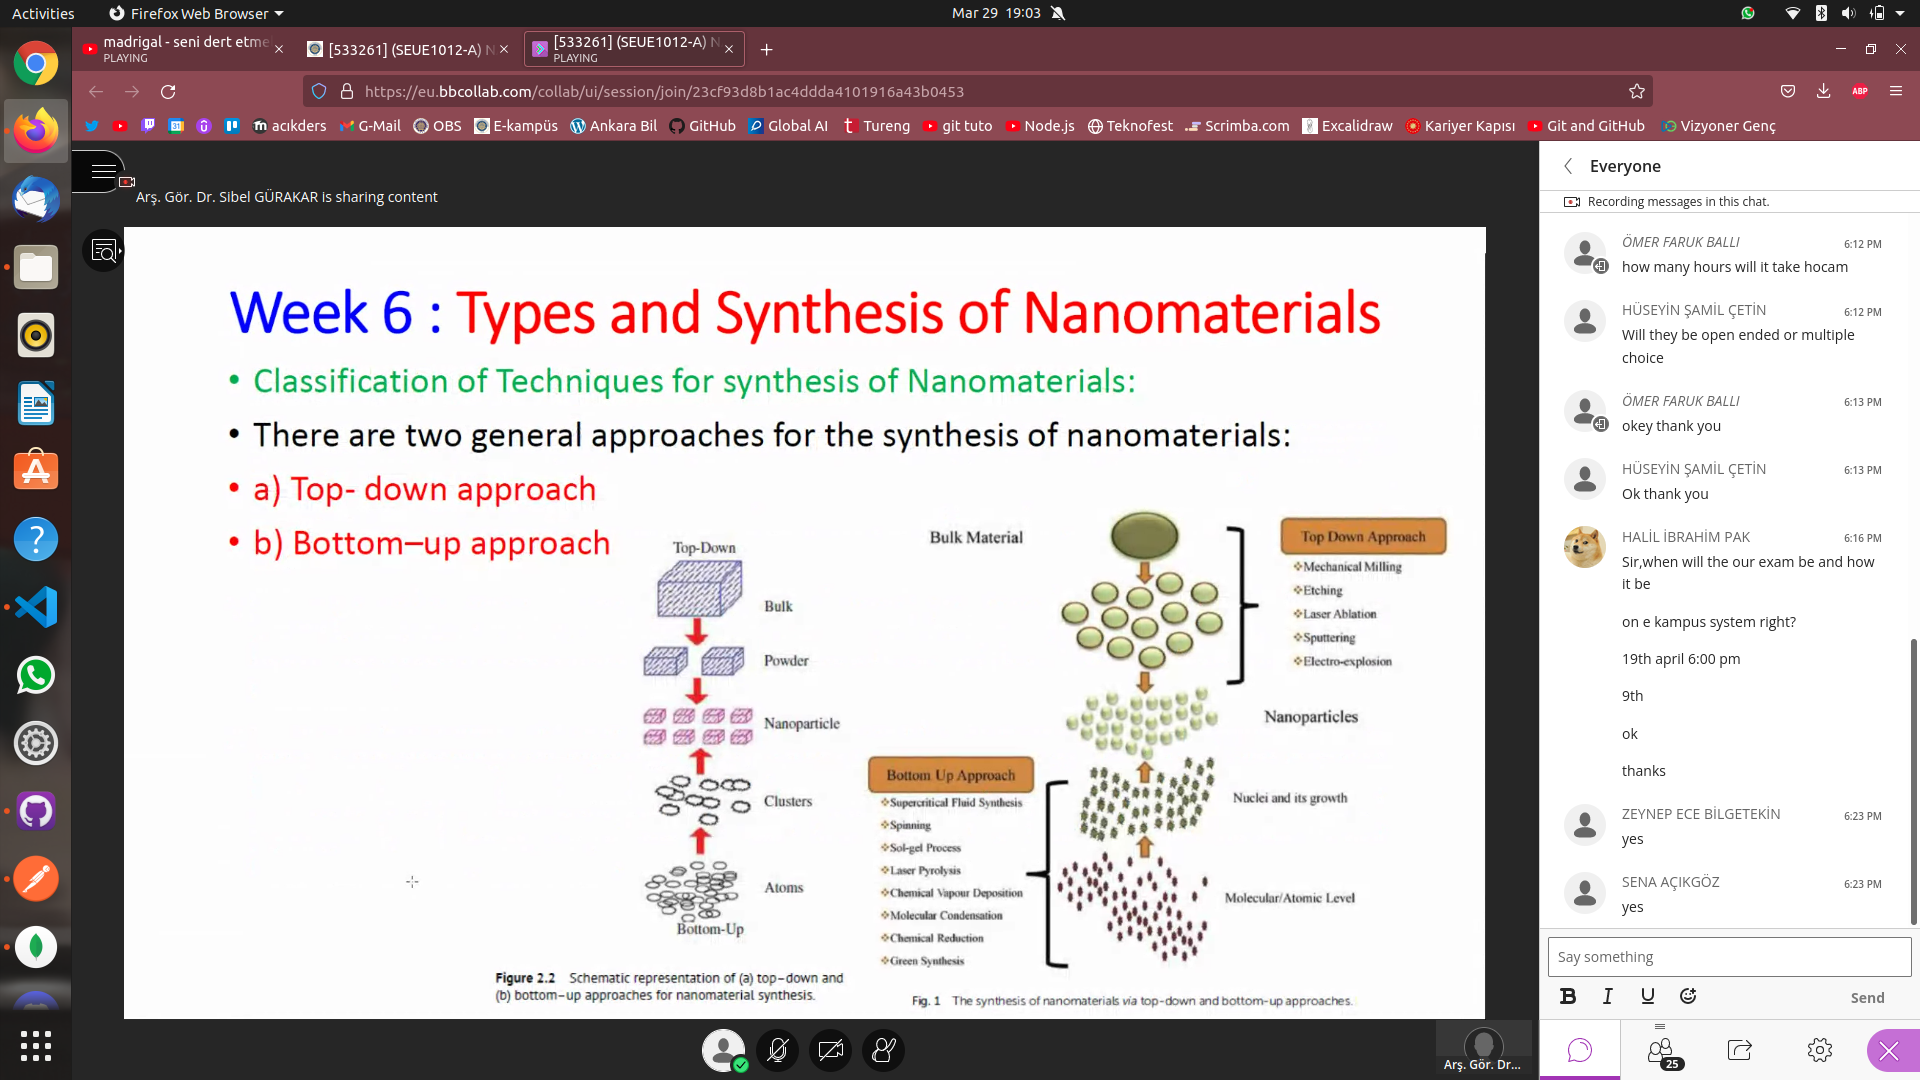 Activities
Firefox Web Browser
Mar 29 19:03
madrigal - seni dert etme
PLAYING
[533261] (SEUE1012-A) N
[533261] (SEUE1012-A) N
PLAYING
https://eu.bbcollab.com/collab/ui/session/join/23cf93d8b1ac4ddda4101916a43b0453
ABP
31
acıkders
G-Mail
OBS
E-kampüs
Ankara Bil
GitHub
Global AI
Tureng
git tuto
Node.js
Teknofest
Scrimba.com
Excalidraw
Kariyer Kapısı
Git and GitHub
Vizyoner Genç
Arş. Gör. Dr. Sibel GÜRAKAR is sharing content
Week 6 : Types and Synthesis of Nanomaterials
• Classification of Techniques for synthesis of Nanomaterials:
• There are two general approaches for the synthesis of nanomaterials:
• a) Top- down approach
• b) Bottom–up approach
Top-Down
Bulk
Powder
Nanoparticle
Clusters
Atoms
Bottom-Up
Figure 2.2 Schematic representation of (a) top–down and
(b) bottom–up approaches for nanomaterial synthesis.
Bulk Material
Top Down Approach
❖Mechanical Milling
❖Etching
❖Laser Ablation
❖Sputtering
❖Electro-explosion
Nanoparticles
Bottom Up Approach
❖Supercritical Fluid Synthesis
❖Spinning
❖Sol-gel Process
❖Laser Pyrolysis
❖Chemical Vapour Deposition
❖Molecular Condensation
❖Chemical Reduction
❖Green Synthesis
Nuclei and its growth
Molecular/Atomic Level
Fig. 1 The synthesis of nanomaterials via top-down and bottom-up approaches.
Arş. Gör. Dr...
Everyone
Recording messages in this chat.
ÖMER FARUK BALLI 6:12 PM
how many hours will it take hocam
HÜSEYİN ŞAMİL ÇETİN 6:12 PM
Will they be open ended or multiple
choice
ÖMER FARUK BALLI 6:13 PM
okey thank you
HÜSEYİN ŞAMİL ÇETİN 6:13 PM
Ok thank you
HALİL İBRAHİM PAK 6:16 PM
Sir,when will the our exam be and how
it be
on e kampus system right?
19th april 6:00 pm
9th
ok
thanks
ZEYNEP ECE BİLGETEKİN 6:23 PM
yes
SENA AÇIKGÖZ 6:23 PM
yes
Say something
B I U
Send
25